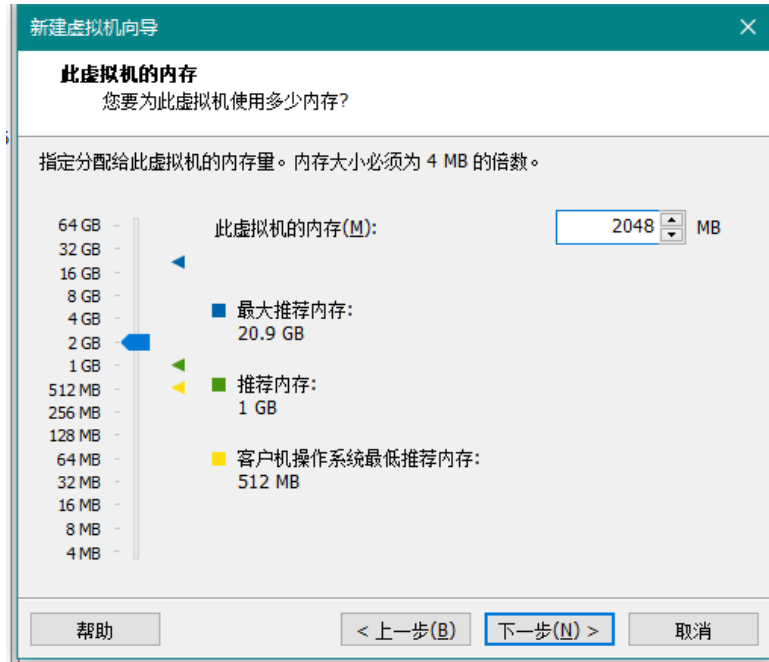 新建虚拟机向导
此虚拟机的内存
您要为此虚拟机使用多少内存?
指定分配给此虚拟机的内存量。内存大小必须为 4 MB 的倍数。
64 GB
32 GB
16 GB
8 GB
4 GB
2 GB
1 GB
512 MB
256 MB
128 MB
64 MB
32 MB
16 MB
8 MB
4 MB
此虚拟机的内存(M):
2048 MB
最大推荐内存:
20.9 GB
推荐内存:
1 GB
客户机操作系统最低推荐内存:
512 MB
帮助
< 上一步(B)
下一步(N) >
取消